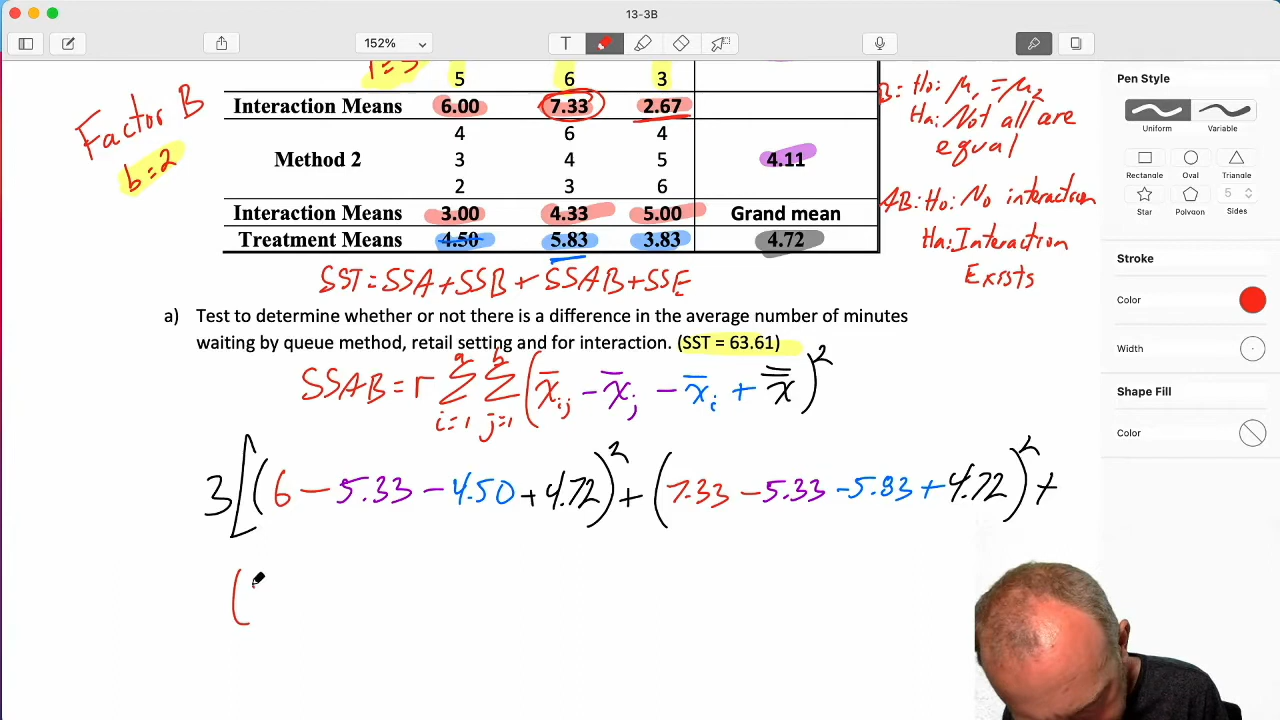 13-3B
152%
T
r = 3
5 6 3
Factor B
b = 2
Interaction Means 6.00 7.33 2.67
4 6 4
Method 2 3 4 5 4.11
2 3 6
Interaction Means 3.00 4.33 5.00 Grand mean
Treatment Means 4.50 5.83 3.83 4.72
SST = SSA + SSB + SSAB + SSE
B: Ho: μ₁ = μ₂
Ha: Not all are
equal
AB: Ho: No interaction
Ha: Interaction
Exists
a) Test to determine whether or not there is a difference in the average number of minutes
waiting by queue method, retail setting and for interaction. (SST = 63.61)
SSAB = r ∑ᵢ₌₁ᵃ ∑ⱼ₌₁ᵇ (x̄ᵢⱼ - x̄ⱼ - x̄ᵢ + x̿)²
3[(6 - 5.33 - 4.50 + 4.72)² + (7.33 - 5.33 - 5.83 + 4.72)² +
(
Pen Style
Uniform Variable
Rectangle Oval Triangle
5
Star Polygon Sides
Stroke
Color
Width
Shape Fill
Color